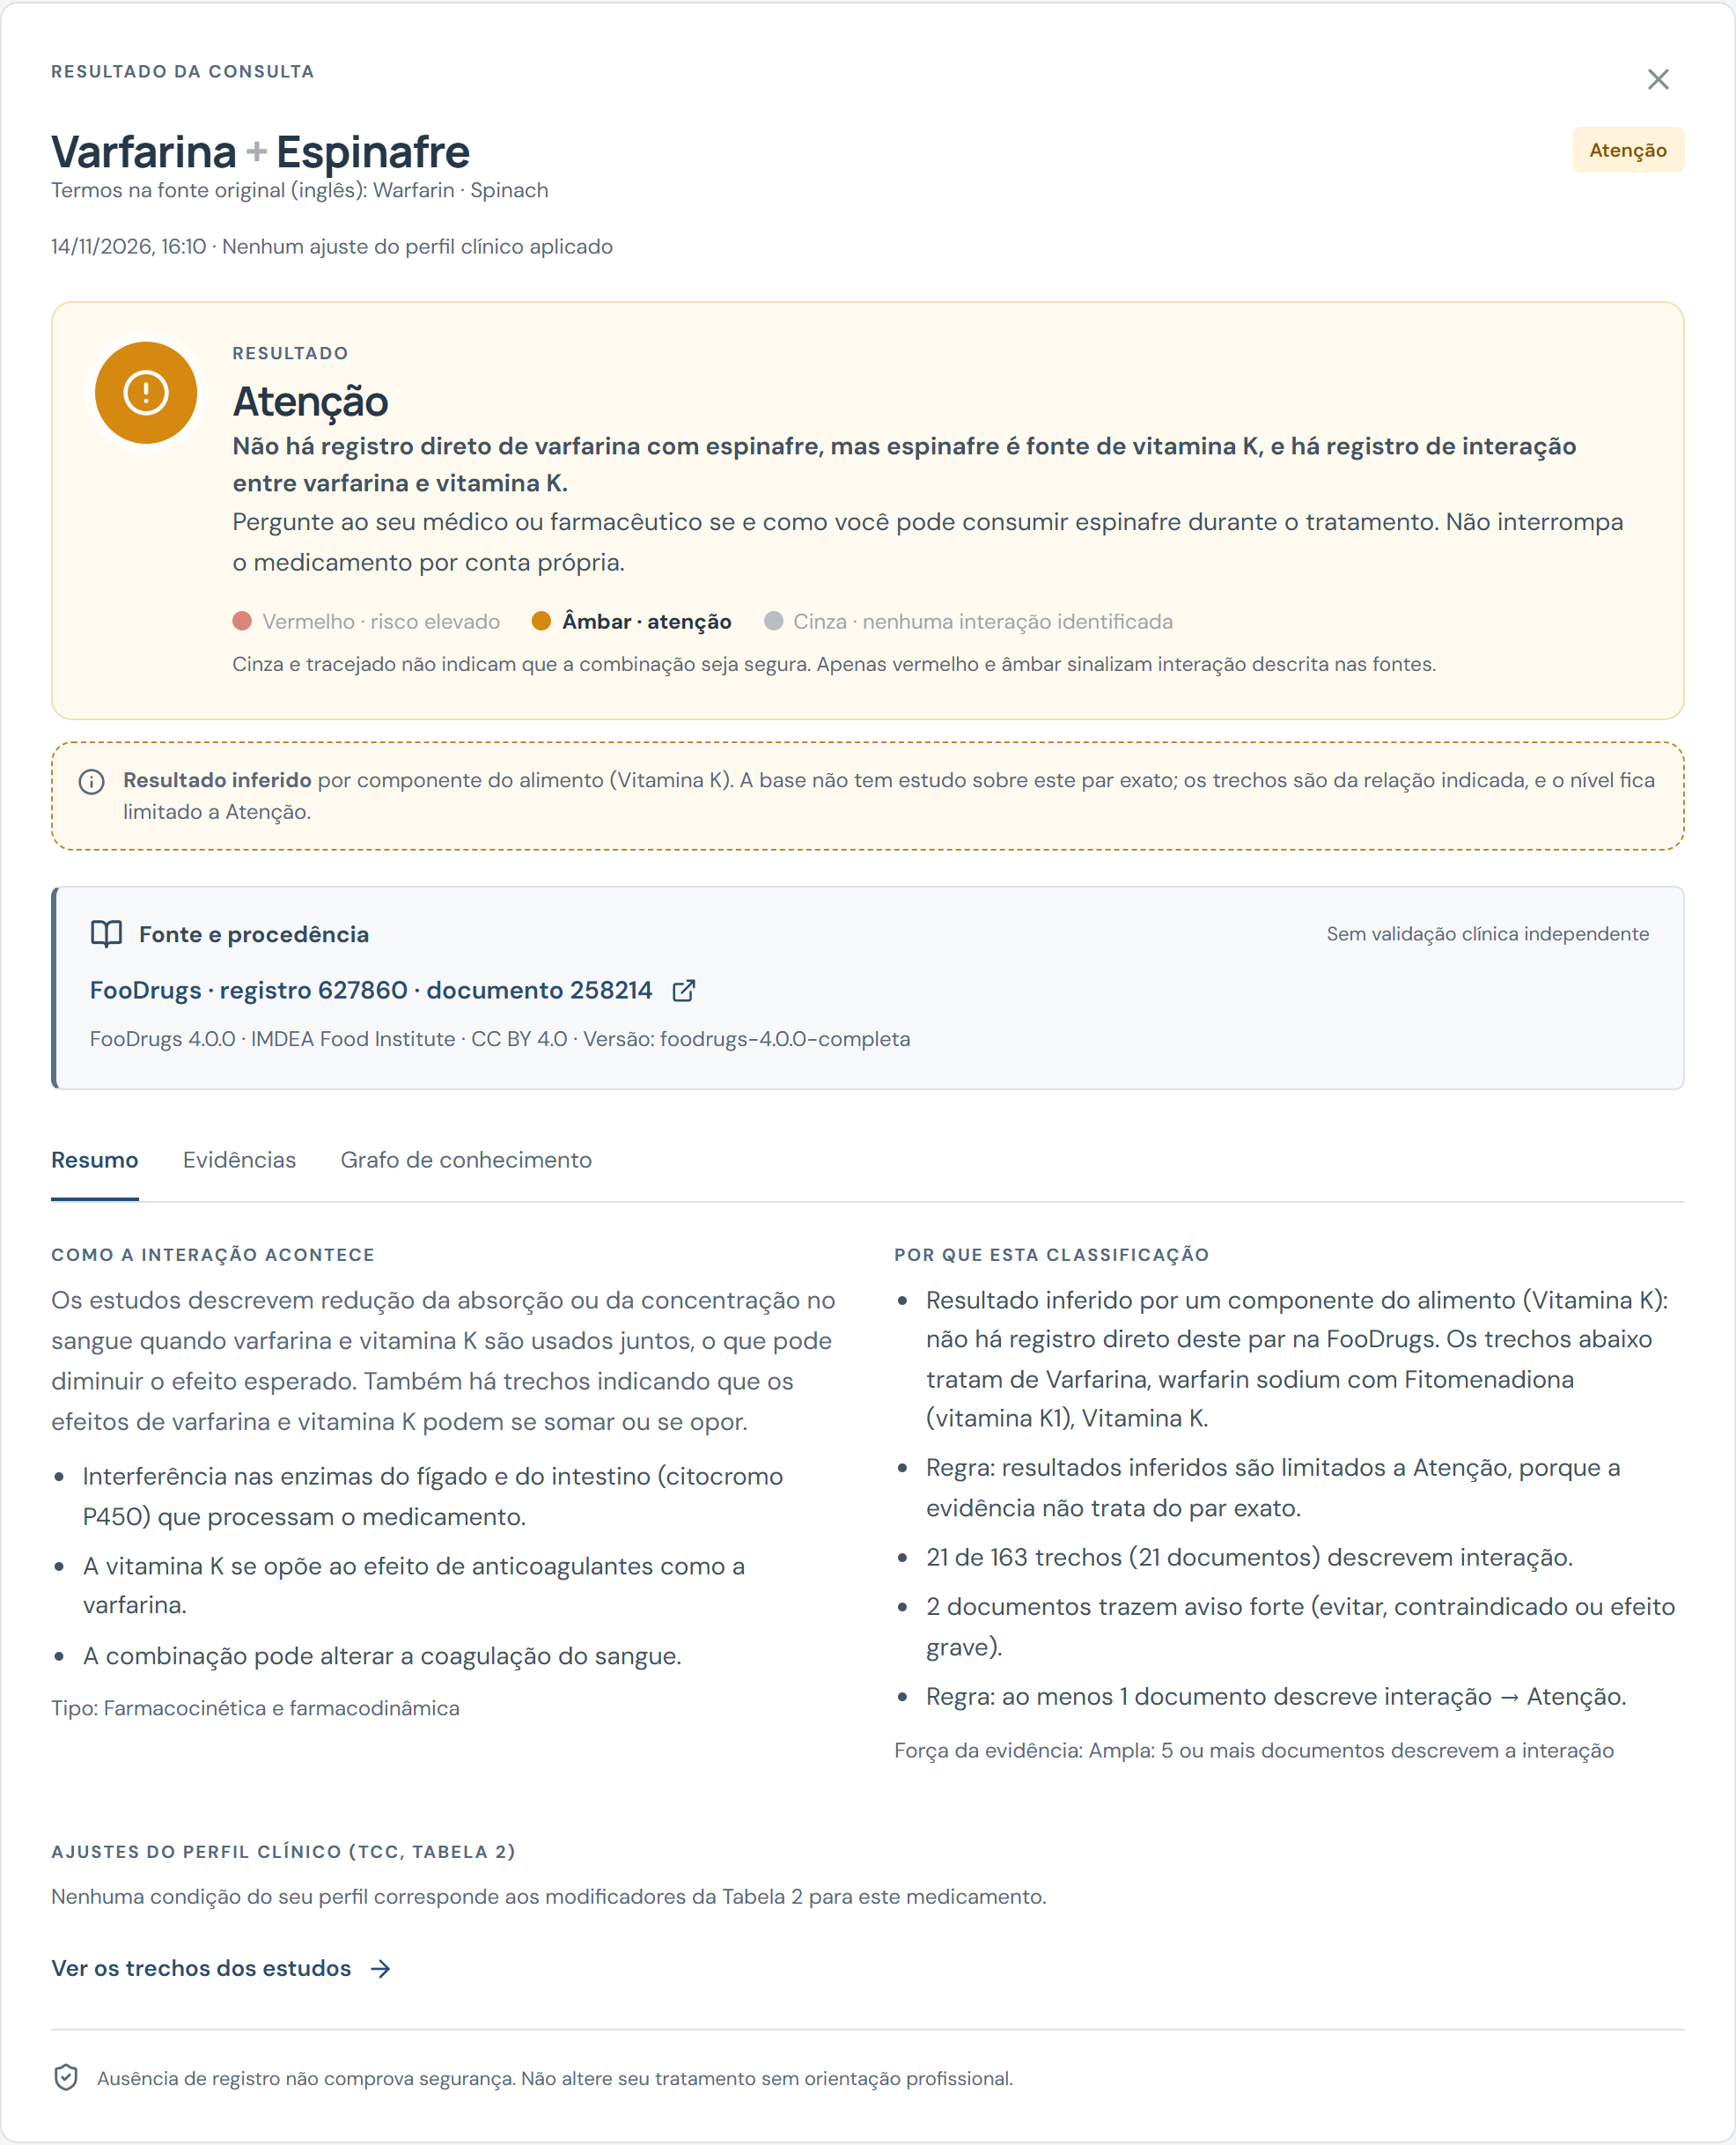 RESULTADO DA CONSULTA
Varfarina + Espinafre
Atenção
Termos na fonte original (inglês): Warfarin · Spinach
14/11/2026, 16:10 · Nenhum ajuste do perfil clínico aplicado
RESULTADO
Atenção
Não há registro direto de varfarina com espinafre, mas espinafre é fonte de vitamina K, e há registro de interação
entre varfarina e vitamina K.
Pergunte ao seu médico ou farmacêutico se e como você pode consumir espinafre durante o tratamento. Não interrompa
o medicamento por conta própria.
Vermelho · risco elevado
Âmbar · atenção
Cinza · nenhuma interação identificada
Cinza e tracejado não indicam que a combinação seja segura. Apenas vermelho e âmbar sinalizam interação descrita nas fontes.
Resultado inferido por componente do alimento (Vitamina K). A base não tem estudo sobre este par exato; os trechos são da relação indicada, e o nível fica
limitado a Atenção.
Fonte e procedência
Sem validação clínica independente
FooDrugs · registro 627860 · documento 258214
FooDrugs 4.0.0 · IMDEA Food Institute · CC BY 4.0 · Versão: foodrugs-4.0.0-completa
Resumo
Evidências
Grafo de conhecimento
COMO A INTERAÇÃO ACONTECE
Os estudos descrevem redução da absorção ou da concentração no
sangue quando varfarina e vitamina K são usados juntos, o que pode
diminuir o efeito esperado. Também há trechos indicando que os
efeitos de varfarina e vitamina K podem se somar ou se opor.
• Interferência nas enzimas do fígado e do intestino (citocromo
P450) que processam o medicamento.
• A vitamina K se opõe ao efeito de anticoagulantes como a
varfarina.
• A combinação pode alterar a coagulação do sangue.
Tipo: Farmacocinética e farmacodinâmica
POR QUE ESTA CLASSIFICAÇÃO
• Resultado inferido por um componente do alimento (Vitamina K):
não há registro direto deste par na FooDrugs. Os trechos abaixo
tratam de Varfarina, warfarin sodium com Fitomenadiona
(vitamina K1), Vitamina K.
• Regra: resultados inferidos são limitados a Atenção, porque a
evidência não trata do par exato.
• 21 de 163 trechos (21 documentos) descrevem interação.
• 2 documentos trazem aviso forte (evitar, contraindicado ou efeito
grave).
• Regra: ao menos 1 documento descreve interação → Atenção.
Força da evidência: Ampla: 5 ou mais documentos descrevem a interação
AJUSTES DO PERFIL CLÍNICO (TCC, TABELA 2)
Nenhuma condição do seu perfil corresponde aos modificadores da Tabela 2 para este medicamento.
Ver os trechos dos estudos →
Ausência de registro não comprova segurança. Não altere seu tratamento sem orientação profissional.